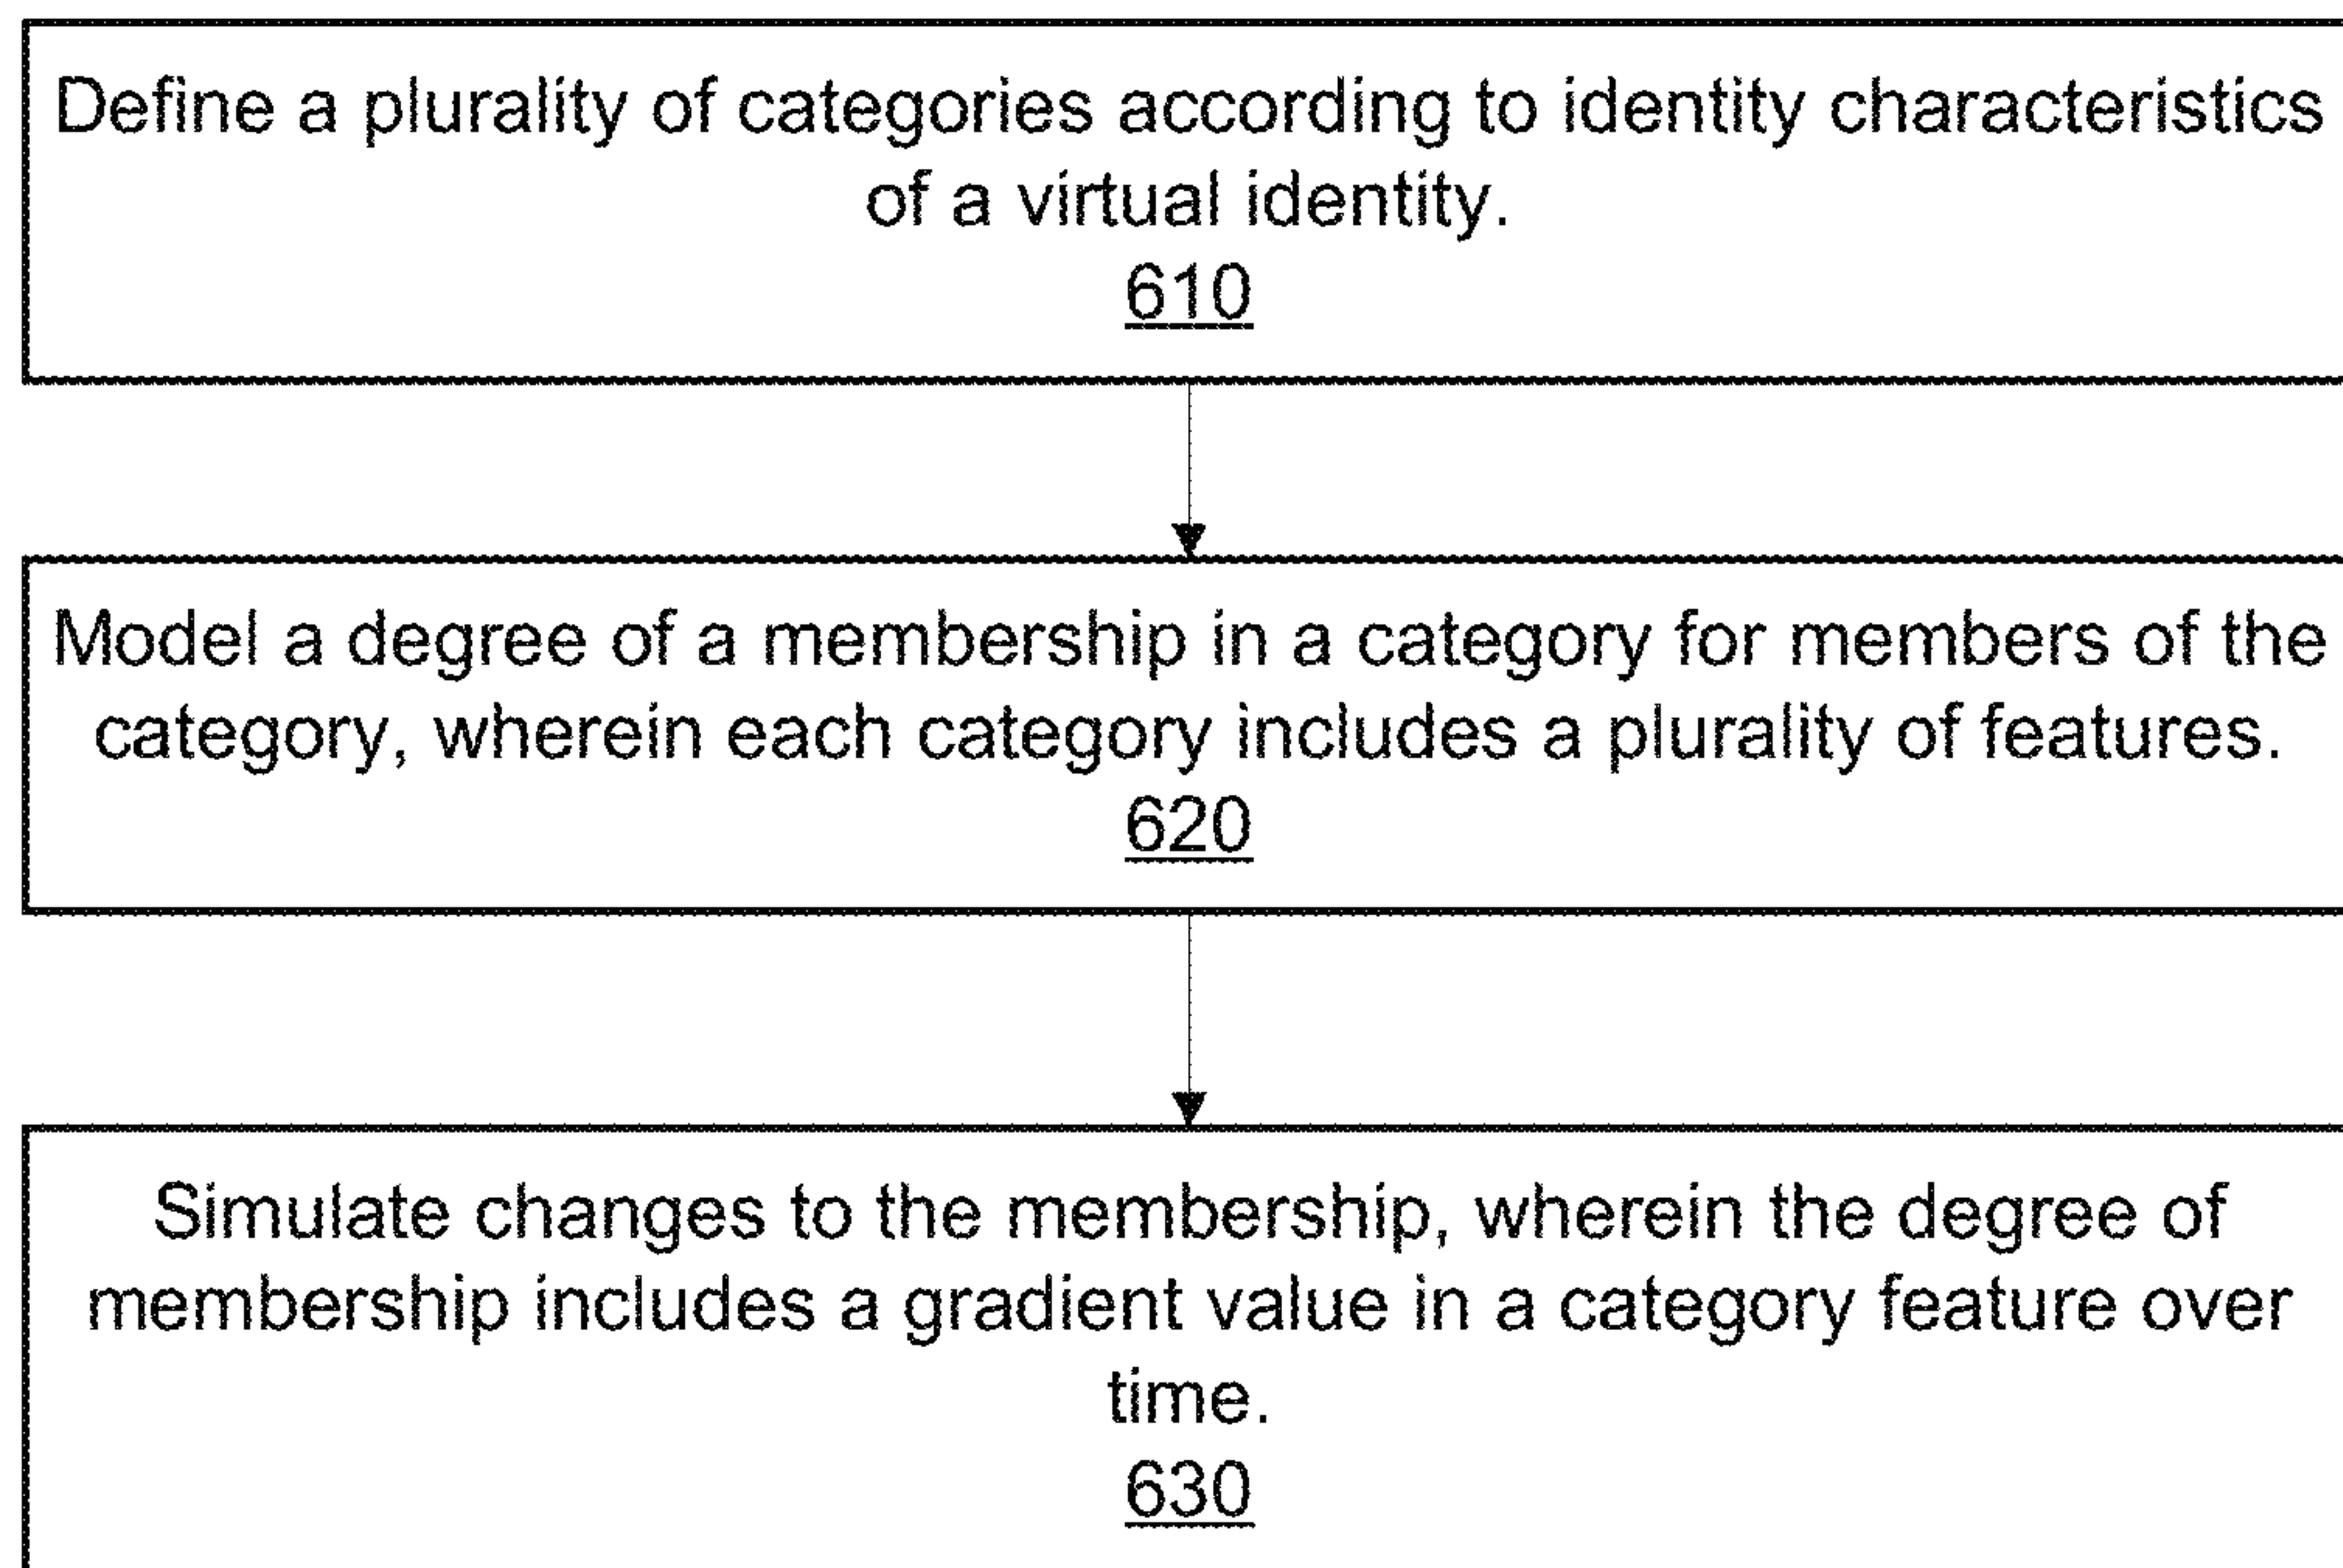 Define a plurality of categories according to identity characteristics
of a virtual identity.
610
Model a degree of a membership in a category for members of the
category, wherein each category includes a plurality of features.
620
Simulate changes to the membership, wherein the degree of
membership includes a gradient value in a category feature over
time.
630